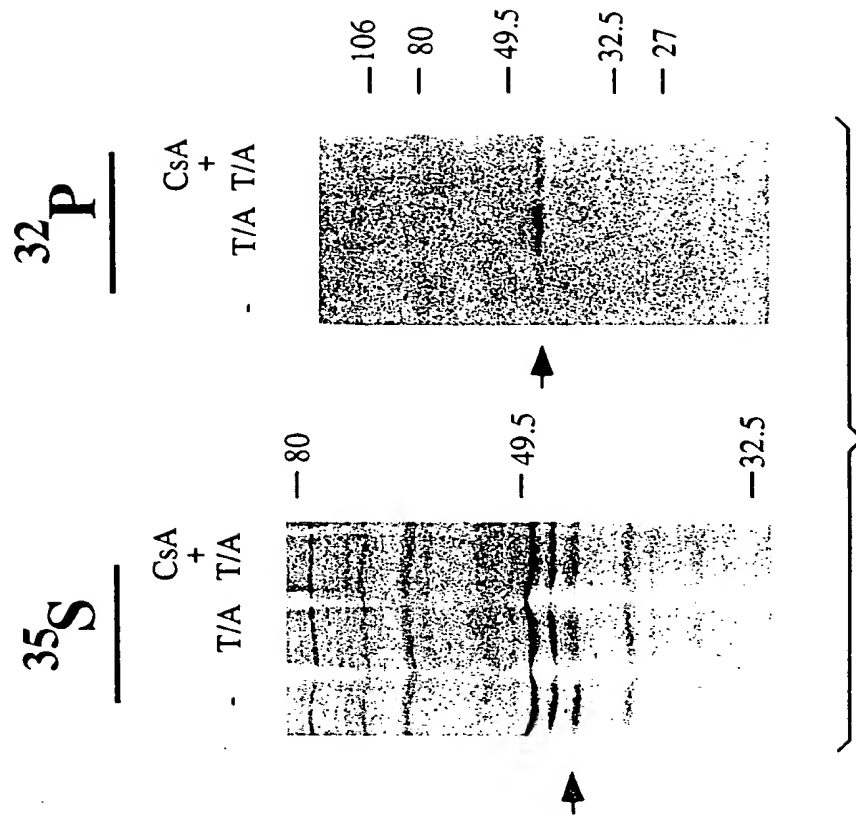 35S
CsA
+
- T/A T/A
–80
–49.5
–32.5
32P
CsA
+
- T/A T/A
–106
–80
–49.5
–32.5
–27